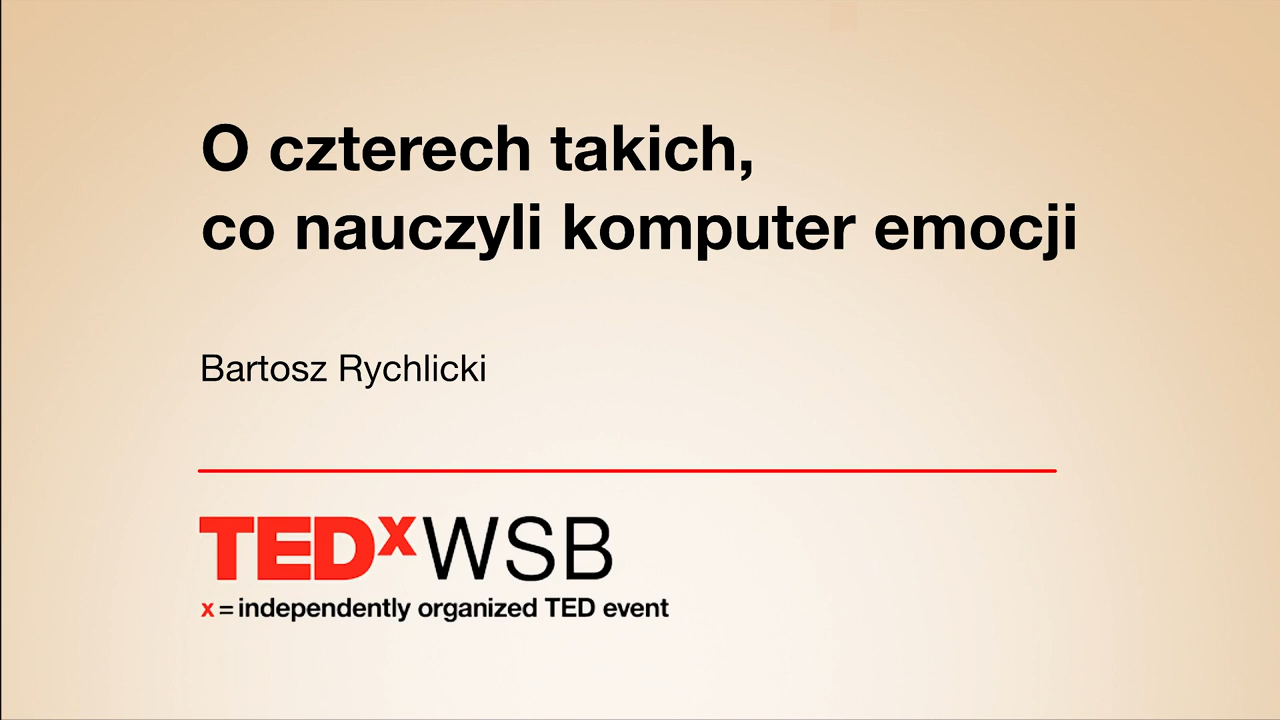 O czterech takich,
co nauczyli komputer emocji
Bartosz Rychlicki
TEDxWSB
x = independently organized TED event